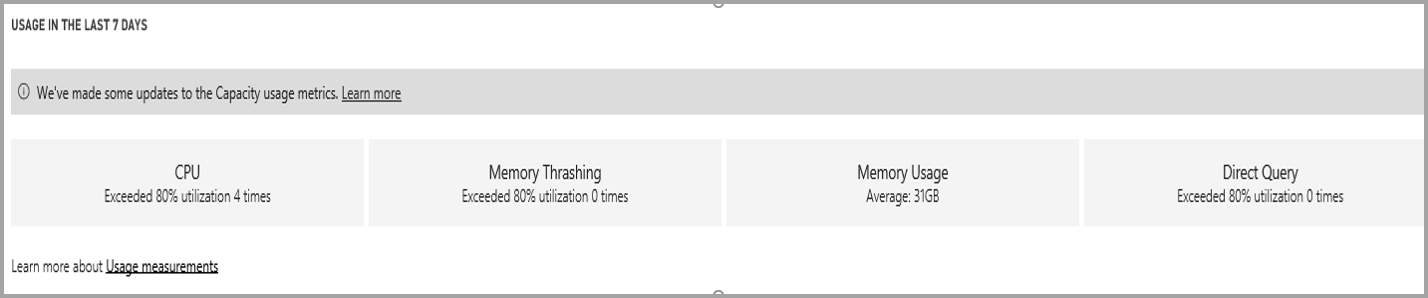 USAGE IN THE LAST 7 DAYS
We've made some updates to the Capacity usage metrics. Learn more
CPU
Exceeded 80% utilization 4 times
Memory Thrashing
Exceeded 80% utilization 0 times
Memory Usage
Average: 31GB
Direct Query
Exceeded 80% utilization 0 times
Learn more about Usage measurements